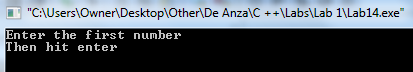 "C:\Users\Owner\Desktop\Other\De Anza\C ++\Labs\Lab 1\Lab14.exe"
Enter the first number
Then hit enter